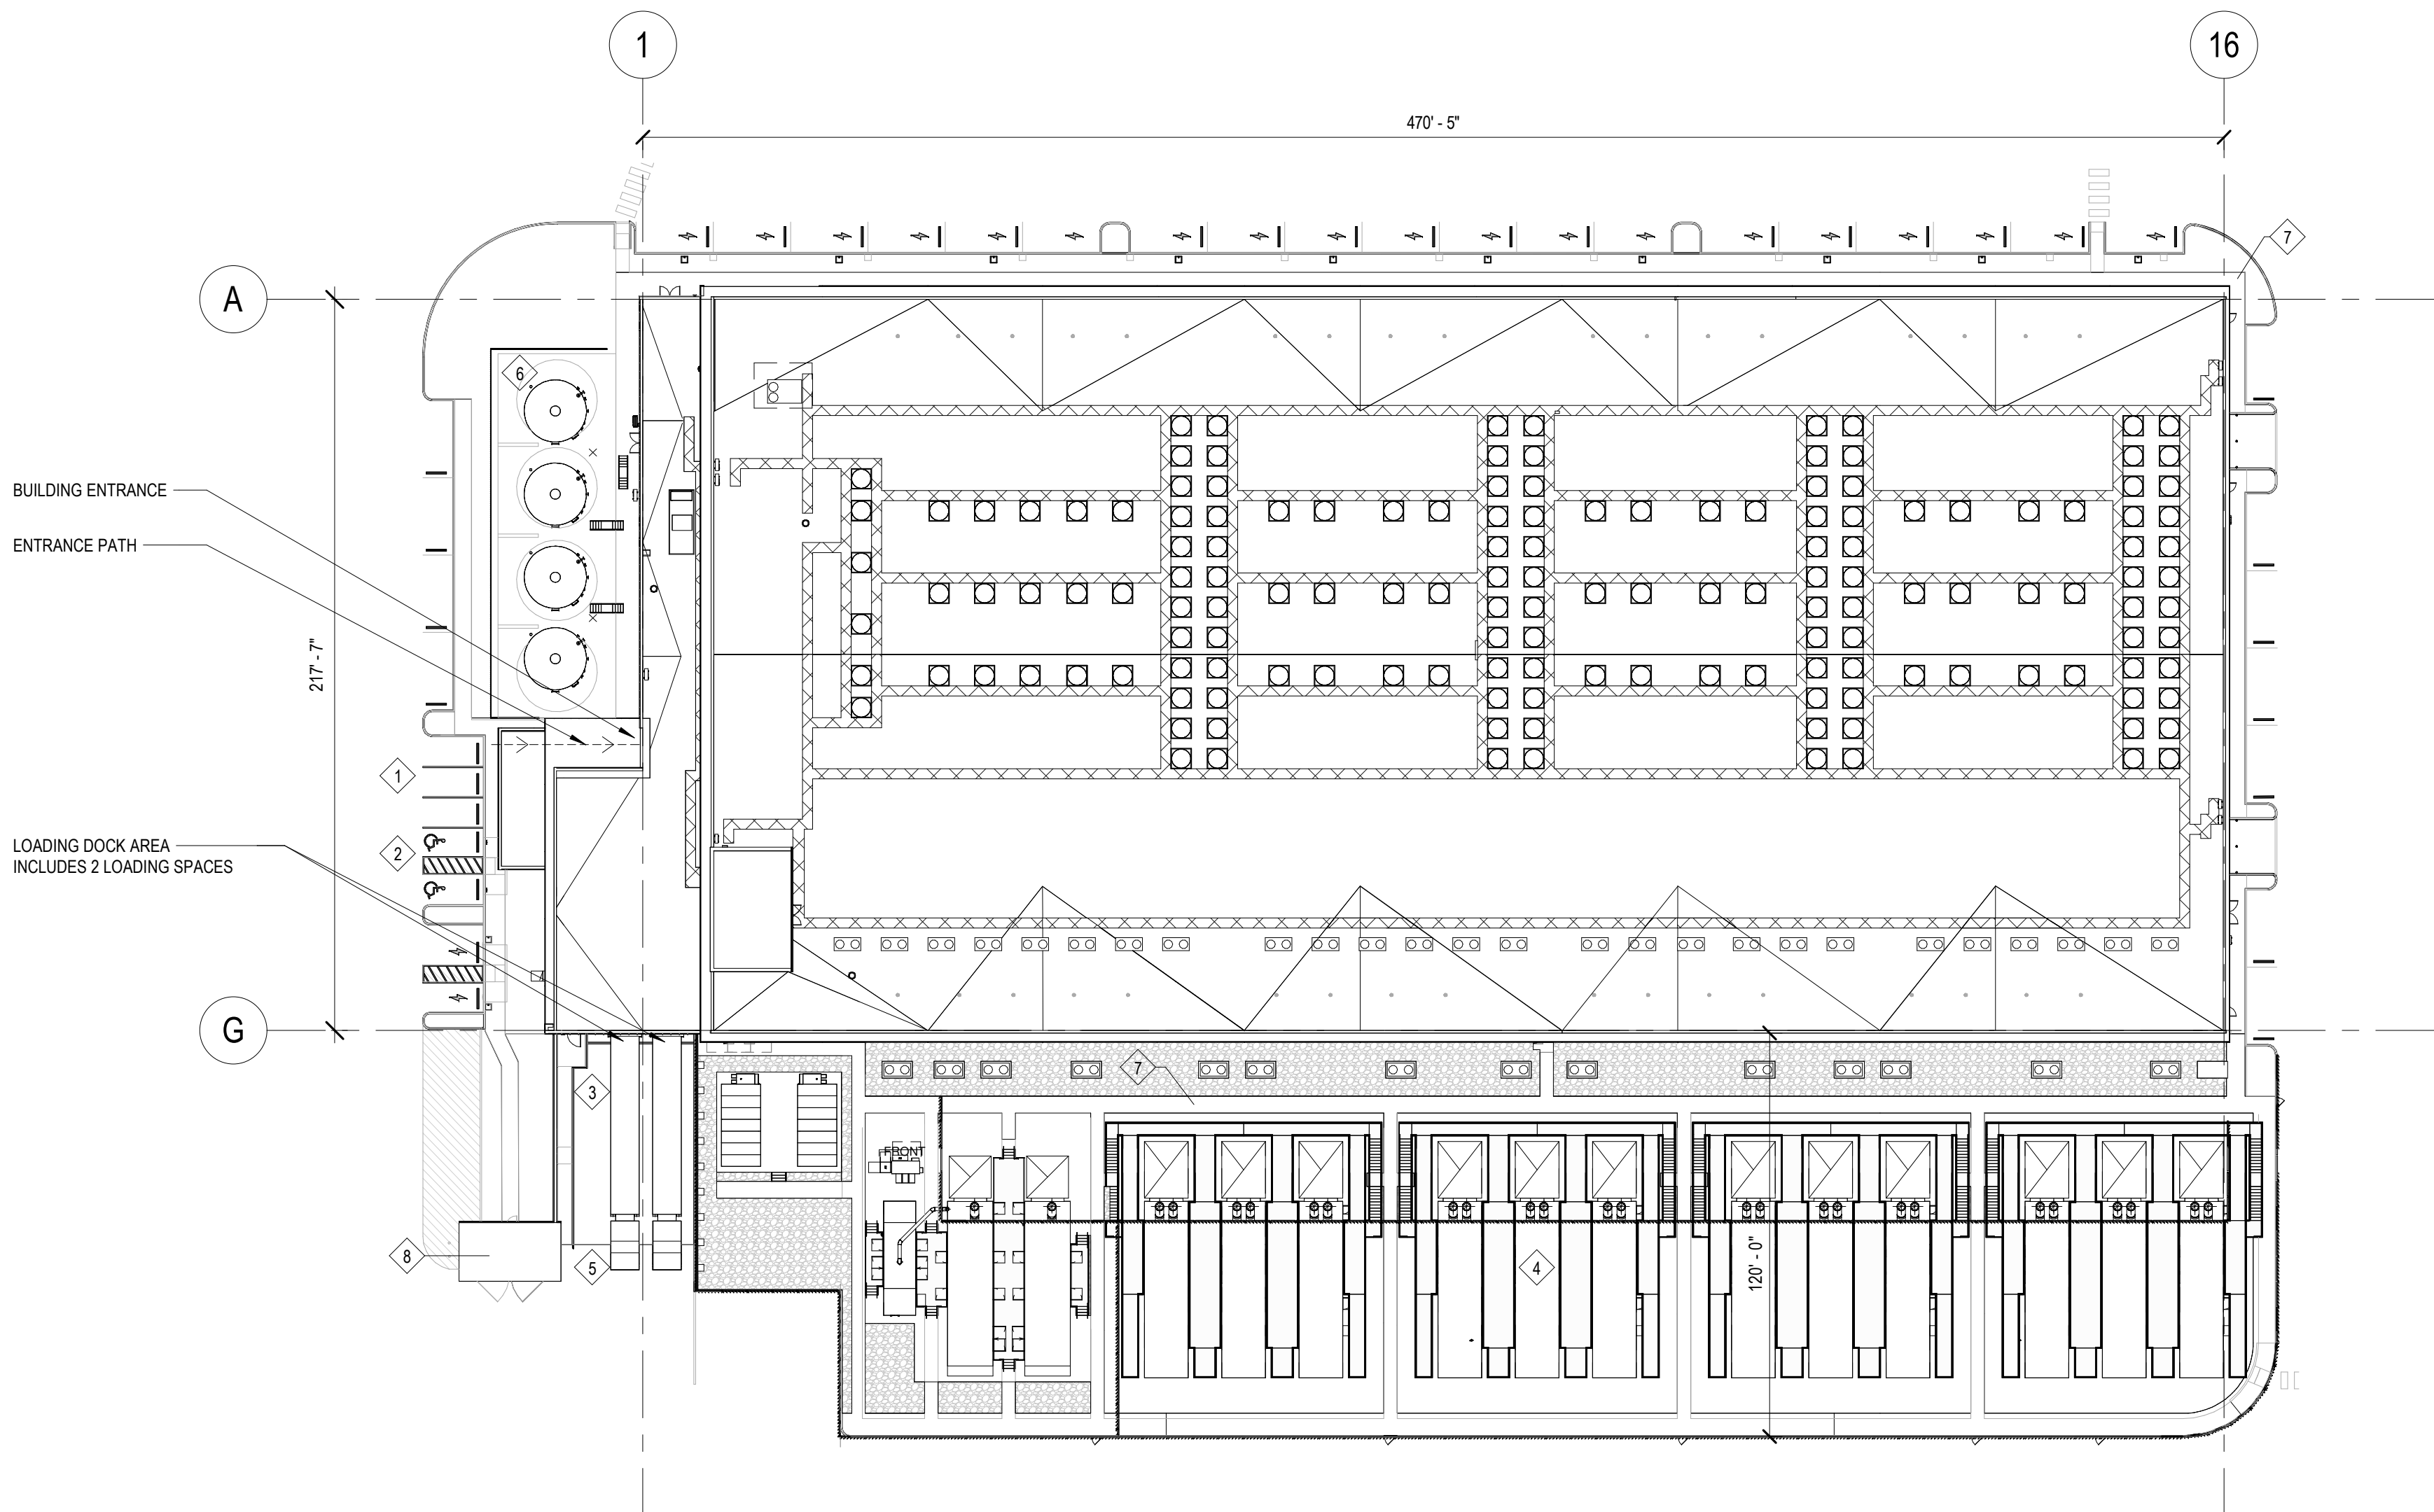 1
16
470' - 5"
7
A
6
BUILDING ENTRANCE
ENTRANCE PATH
217' - 7"
1
LOADING DOCK AREA
INCLUDES 2 LOADING SPACES
2
G
7
3
FRONT
8
5
4
120' - 0"